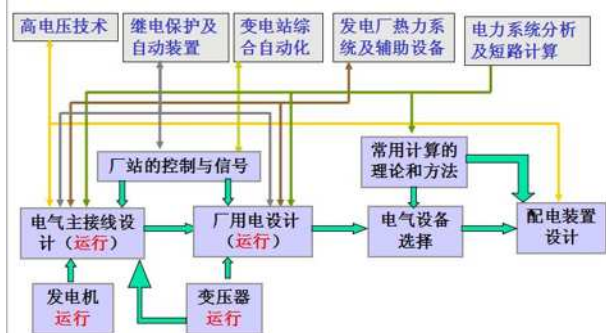 高电压技术
继电保护及
自动装置
变电站综
合自动化
发电厂热力系
统及辅助设备
电力系统分析
及短路计算
厂站的控制与信号
常用计算的
理论和方法
电气主接线设
计（运行）
厂用电设计
（运行）
电气设备
选择
配电装置
设计
发电机
运行
变压器
运行